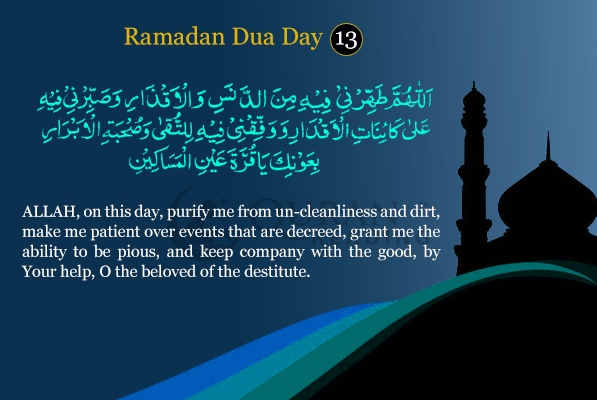 Ramadan Dua Day 13
اَللّٰهُمَّ طَهِّرْنِيْ فِيْهِ مِنَ الدَّنَسِ وَالْاَقْذَارِ وَصَبِّرْنِيْ فِيْهِ
عَلٰى كَائِنَاتِ الْاَقْدَارِ وَوَفِّقْنِيْ فِيْهِ لِلتُّقٰى وَصُحْبَةِ الْاَبْرَارِ
بِعَوْنِكَ يَاقُرَّةَ عَيْنِ الْمَسَاكِيْنِ
ALLAH, on this day, purify me from un-cleanliness and dirt,
make me patient over events that are decreed, grant me the
ability to be pious, and keep company with the good, by
Your help, O the beloved of the destitute.